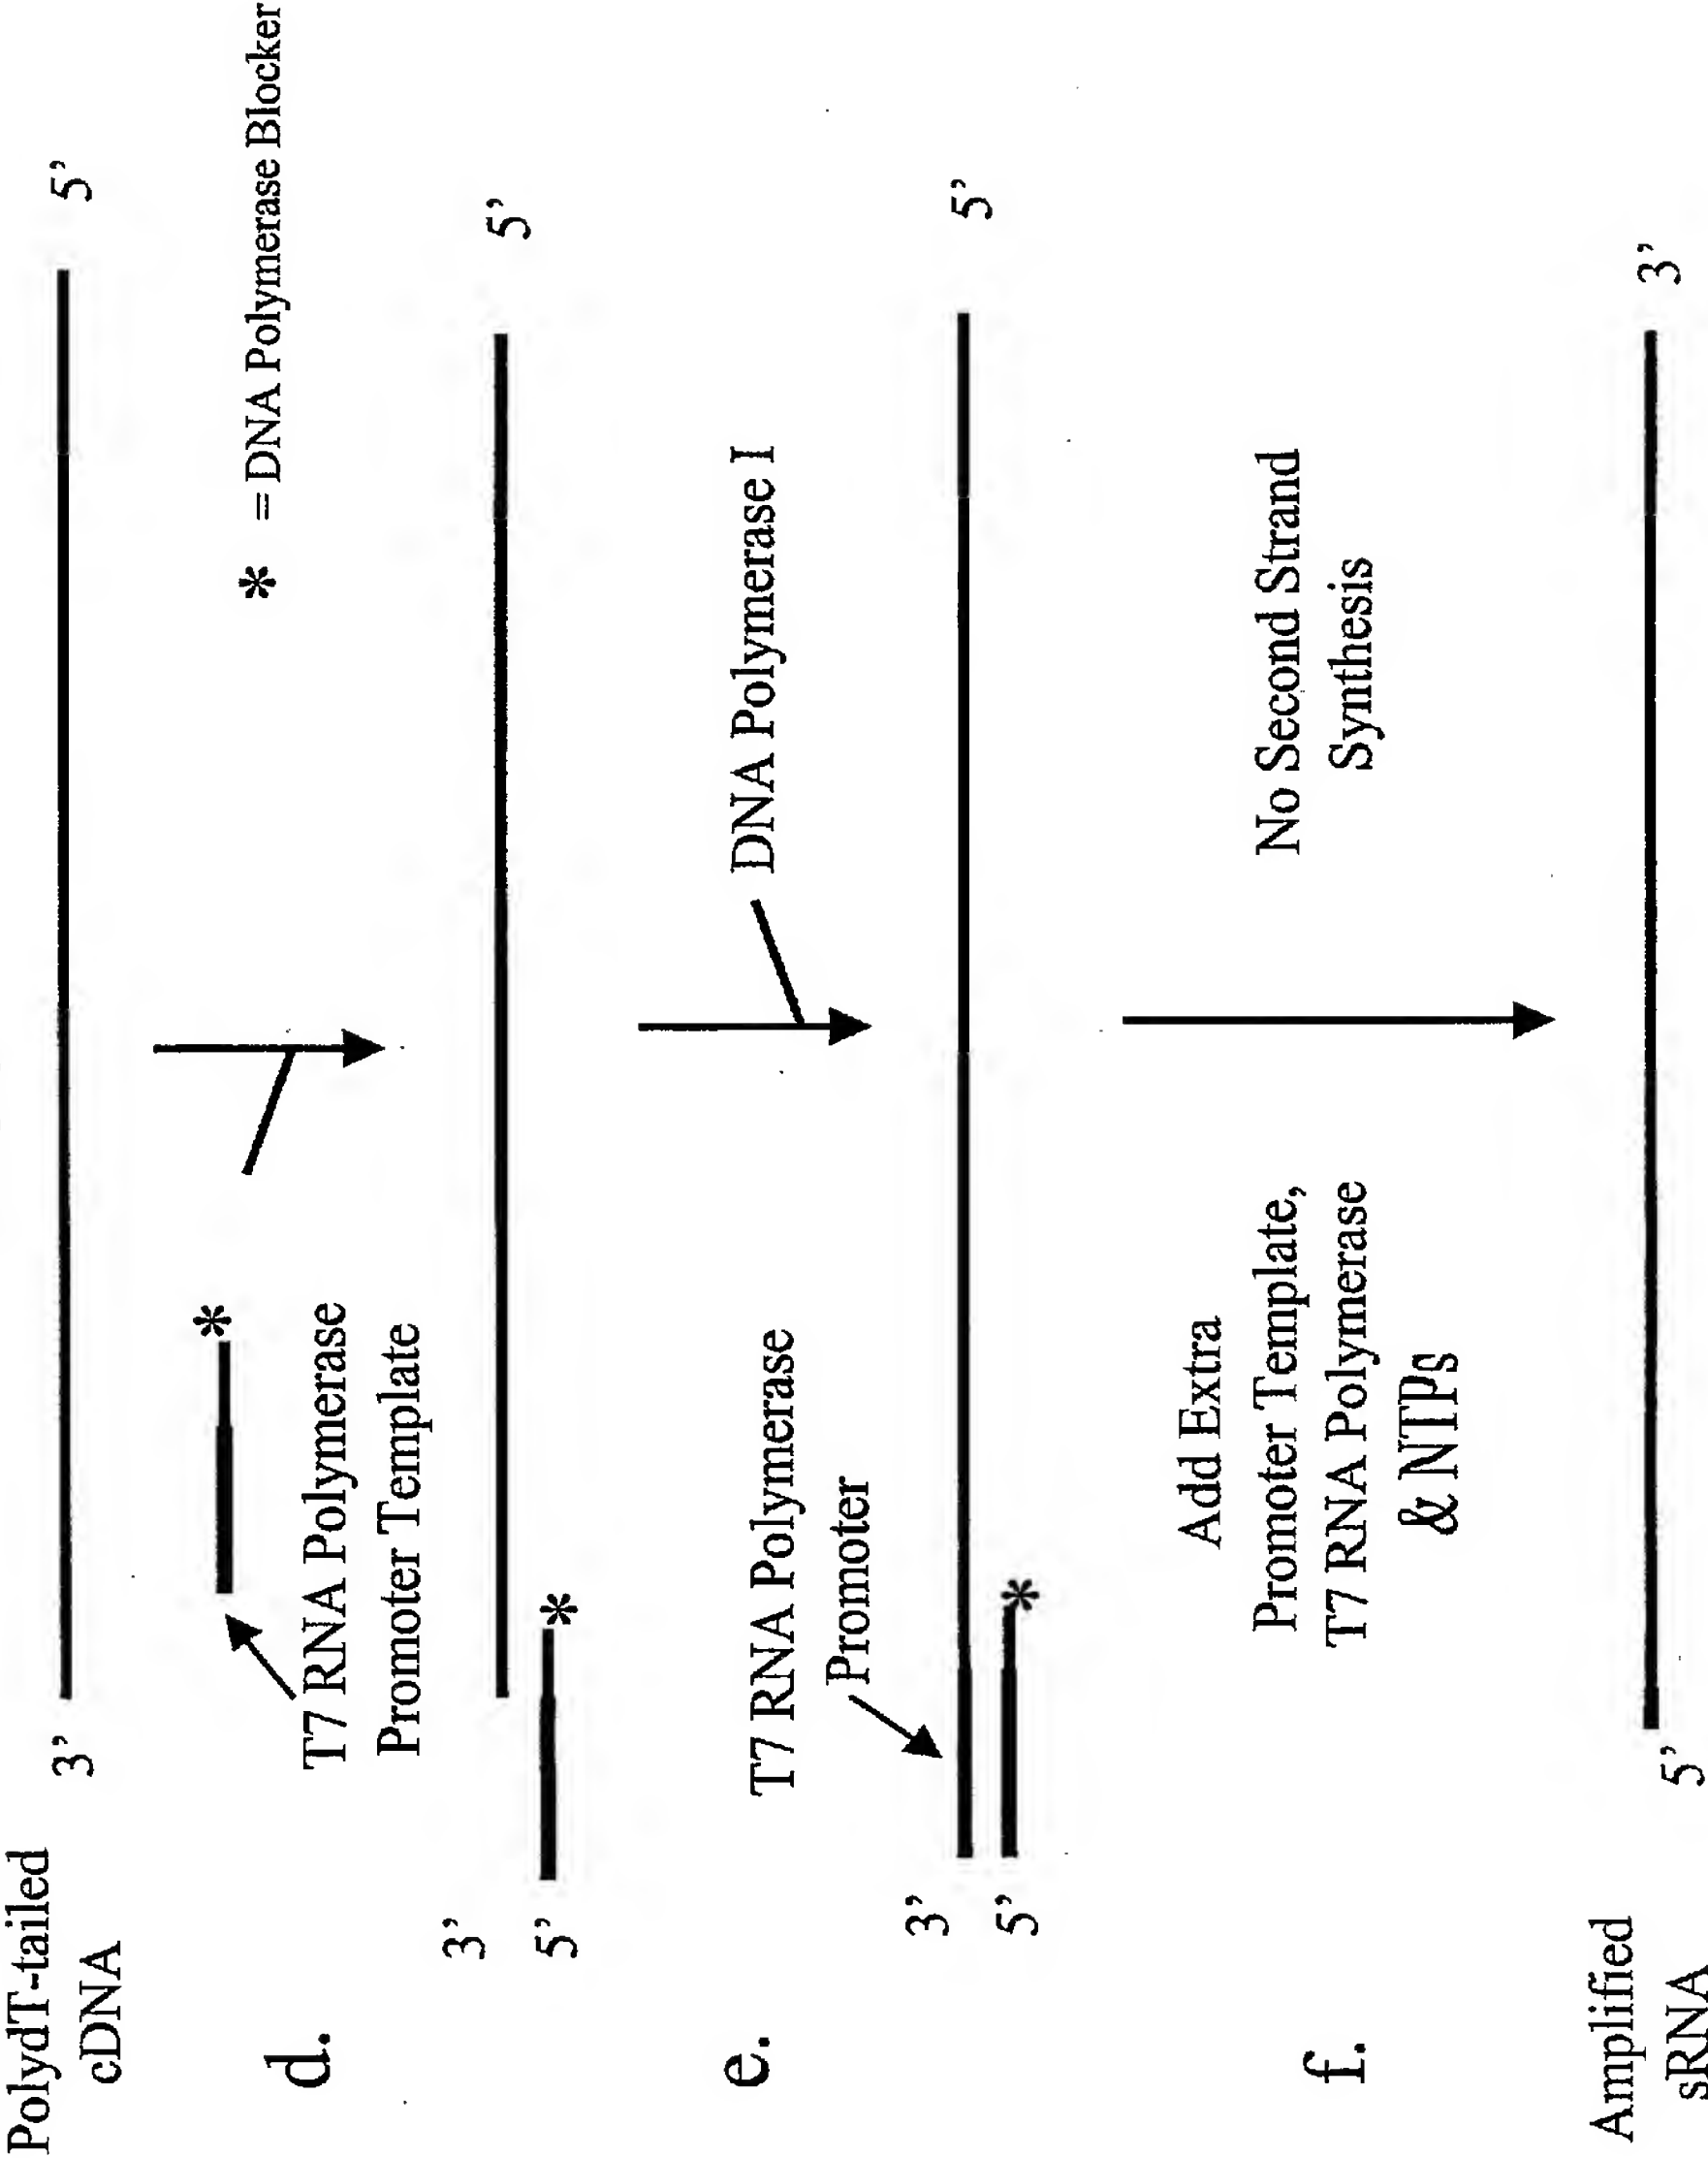 PolydT-tailed
cDNA
3’
5’
d.
*
T7 RNA Polymerase
Promoter Template
* = DNA Polymerase Blocker
3’
5’
5’
*
e.
DNA Polymerase I
T7 RNA Polymerase
Promoter
3’
5’
5’
*
f.
Add Extra
Promoter Template,
T7 RNA Polymerase
& NTPs
No Second Strand
Synthesis
Amplified
sRNA
5’
3’